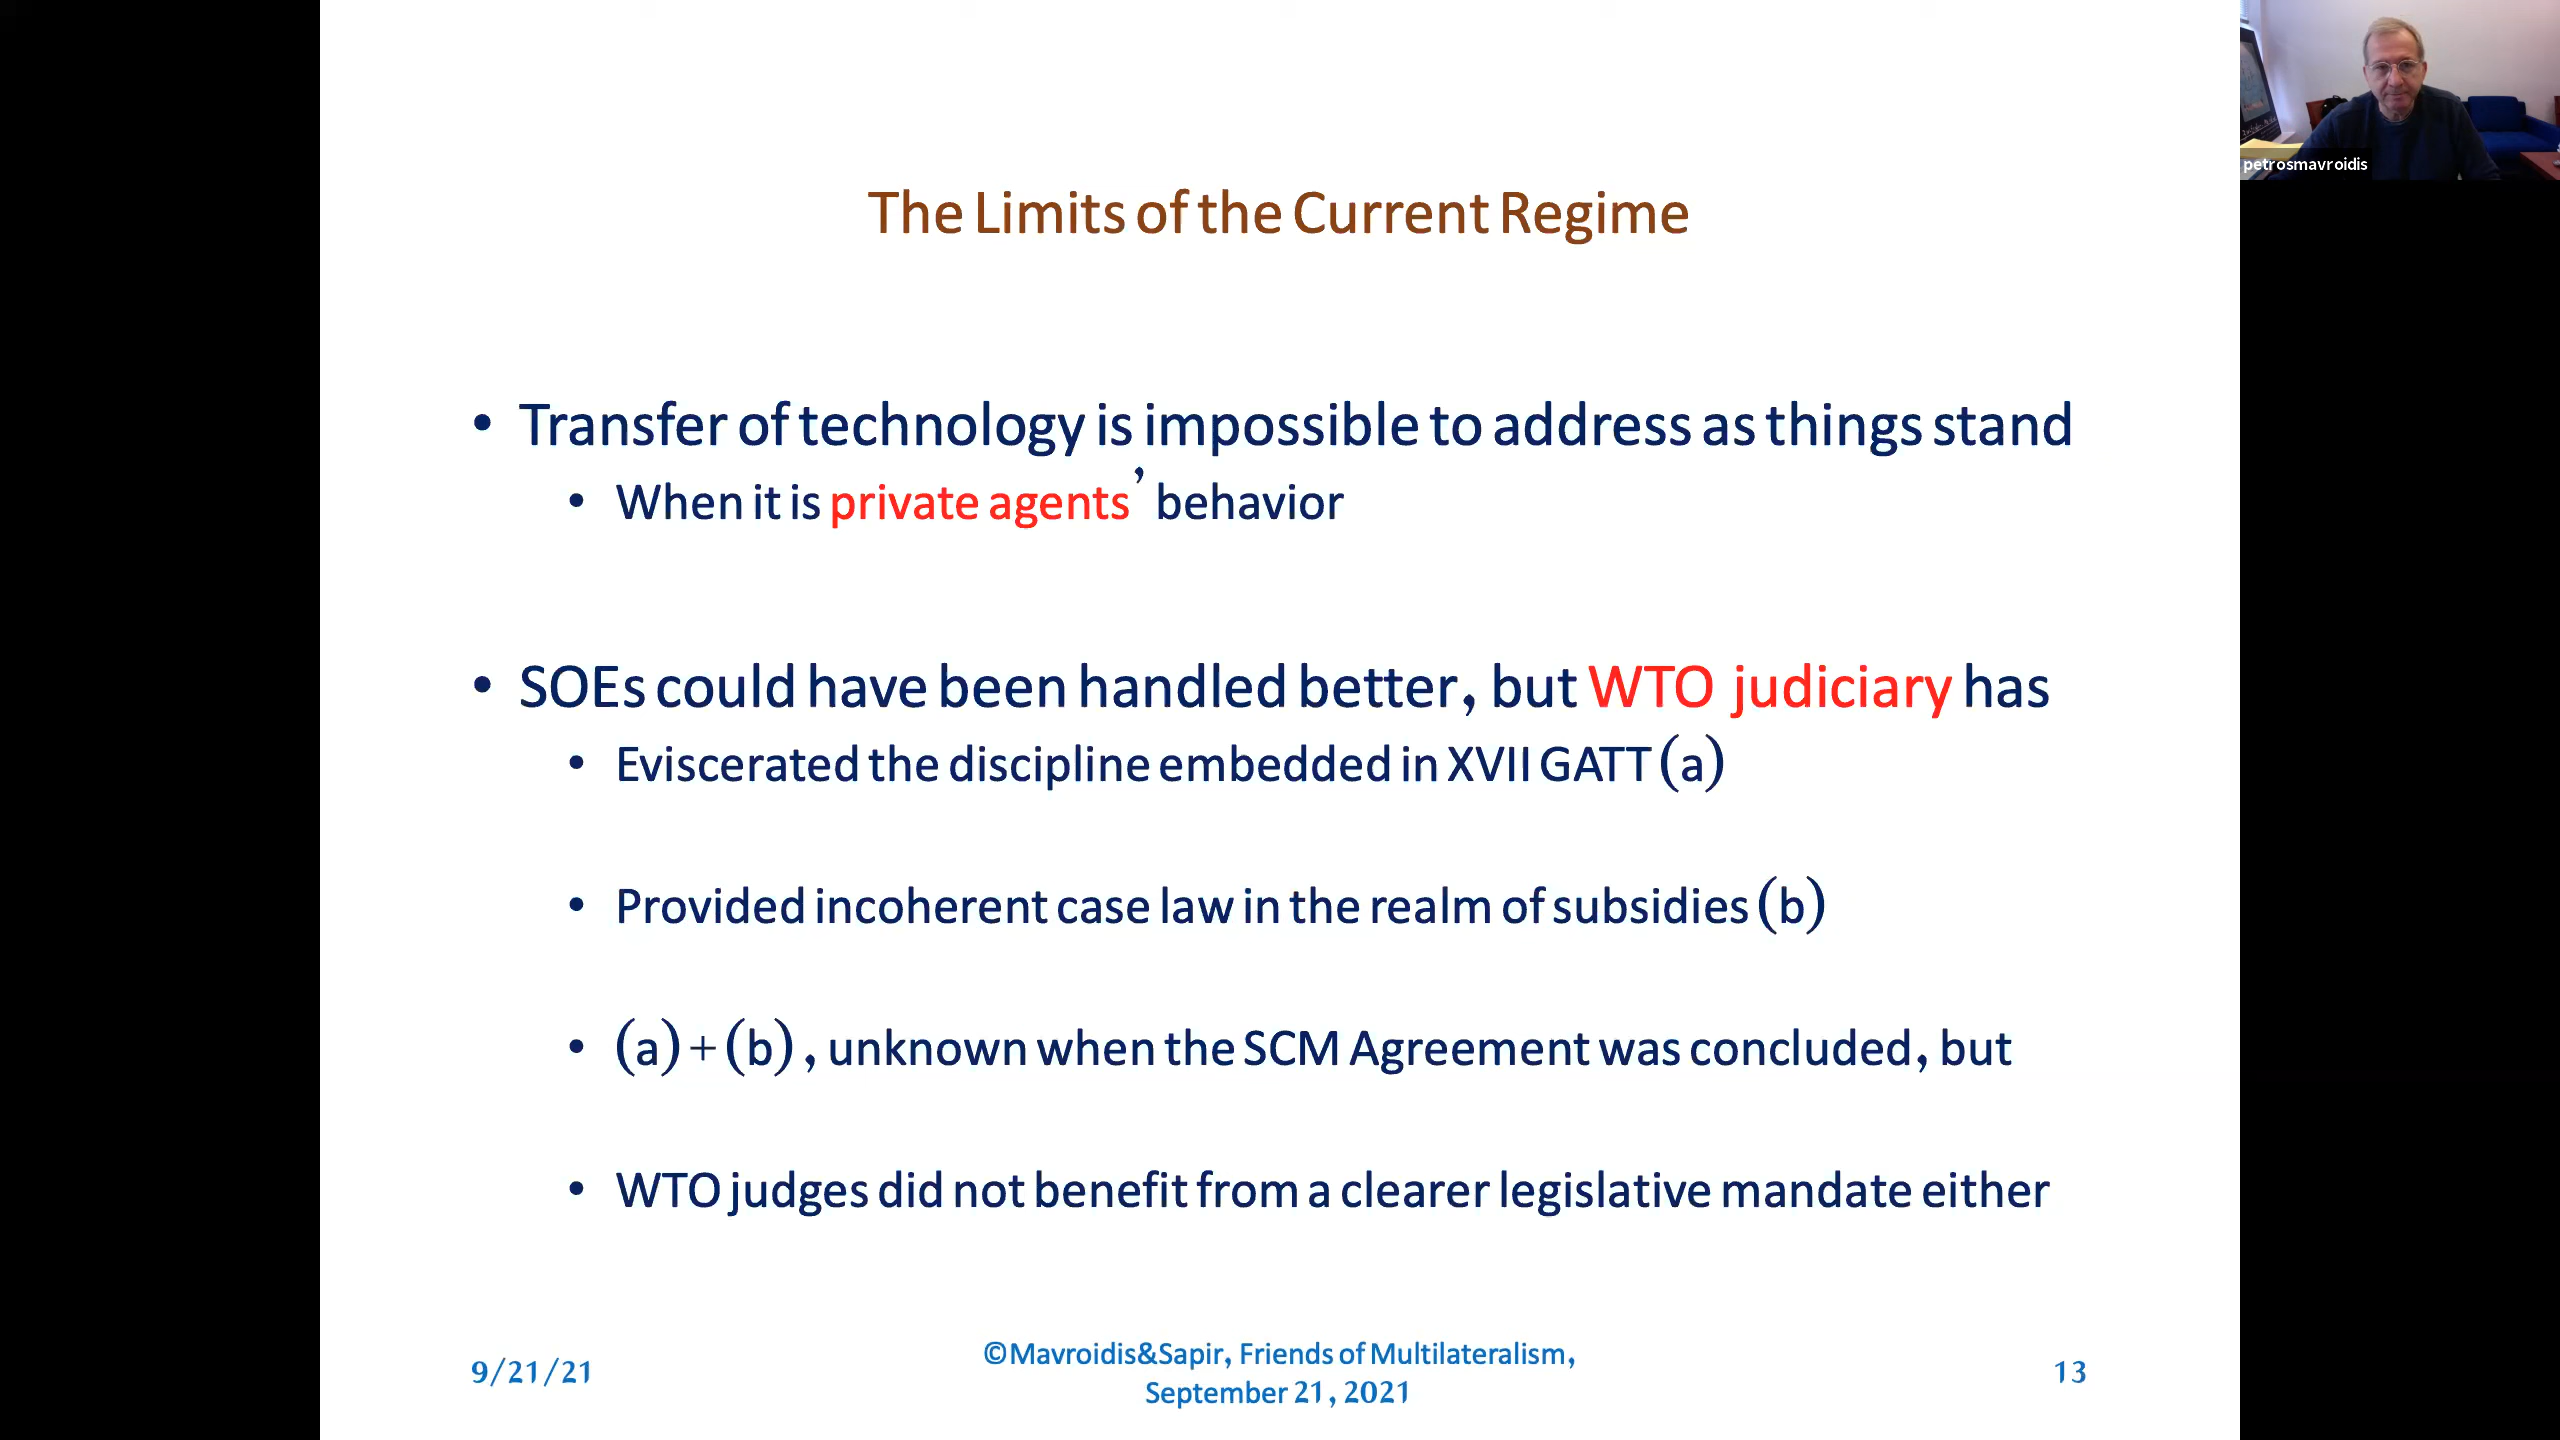 petrosmavroidis
The Limits of the Current Regime
• Transfer of technology is impossible to address as things stand
• When it is private agents’ behavior
• SOEs could have been handled better, but WTO judiciary has
• Eviscerated the discipline embedded in XVII GATT (a)
• Provided incoherent case law in the realm of subsidies (b)
• (a) + (b), unknown when the SCM Agreement was concluded, but
• WTO judges did not benefit from a clearer legislative mandate either
9/21/21
©Mavroidis&Sapir, Friends of Multilateralism,
September 21, 2021
13